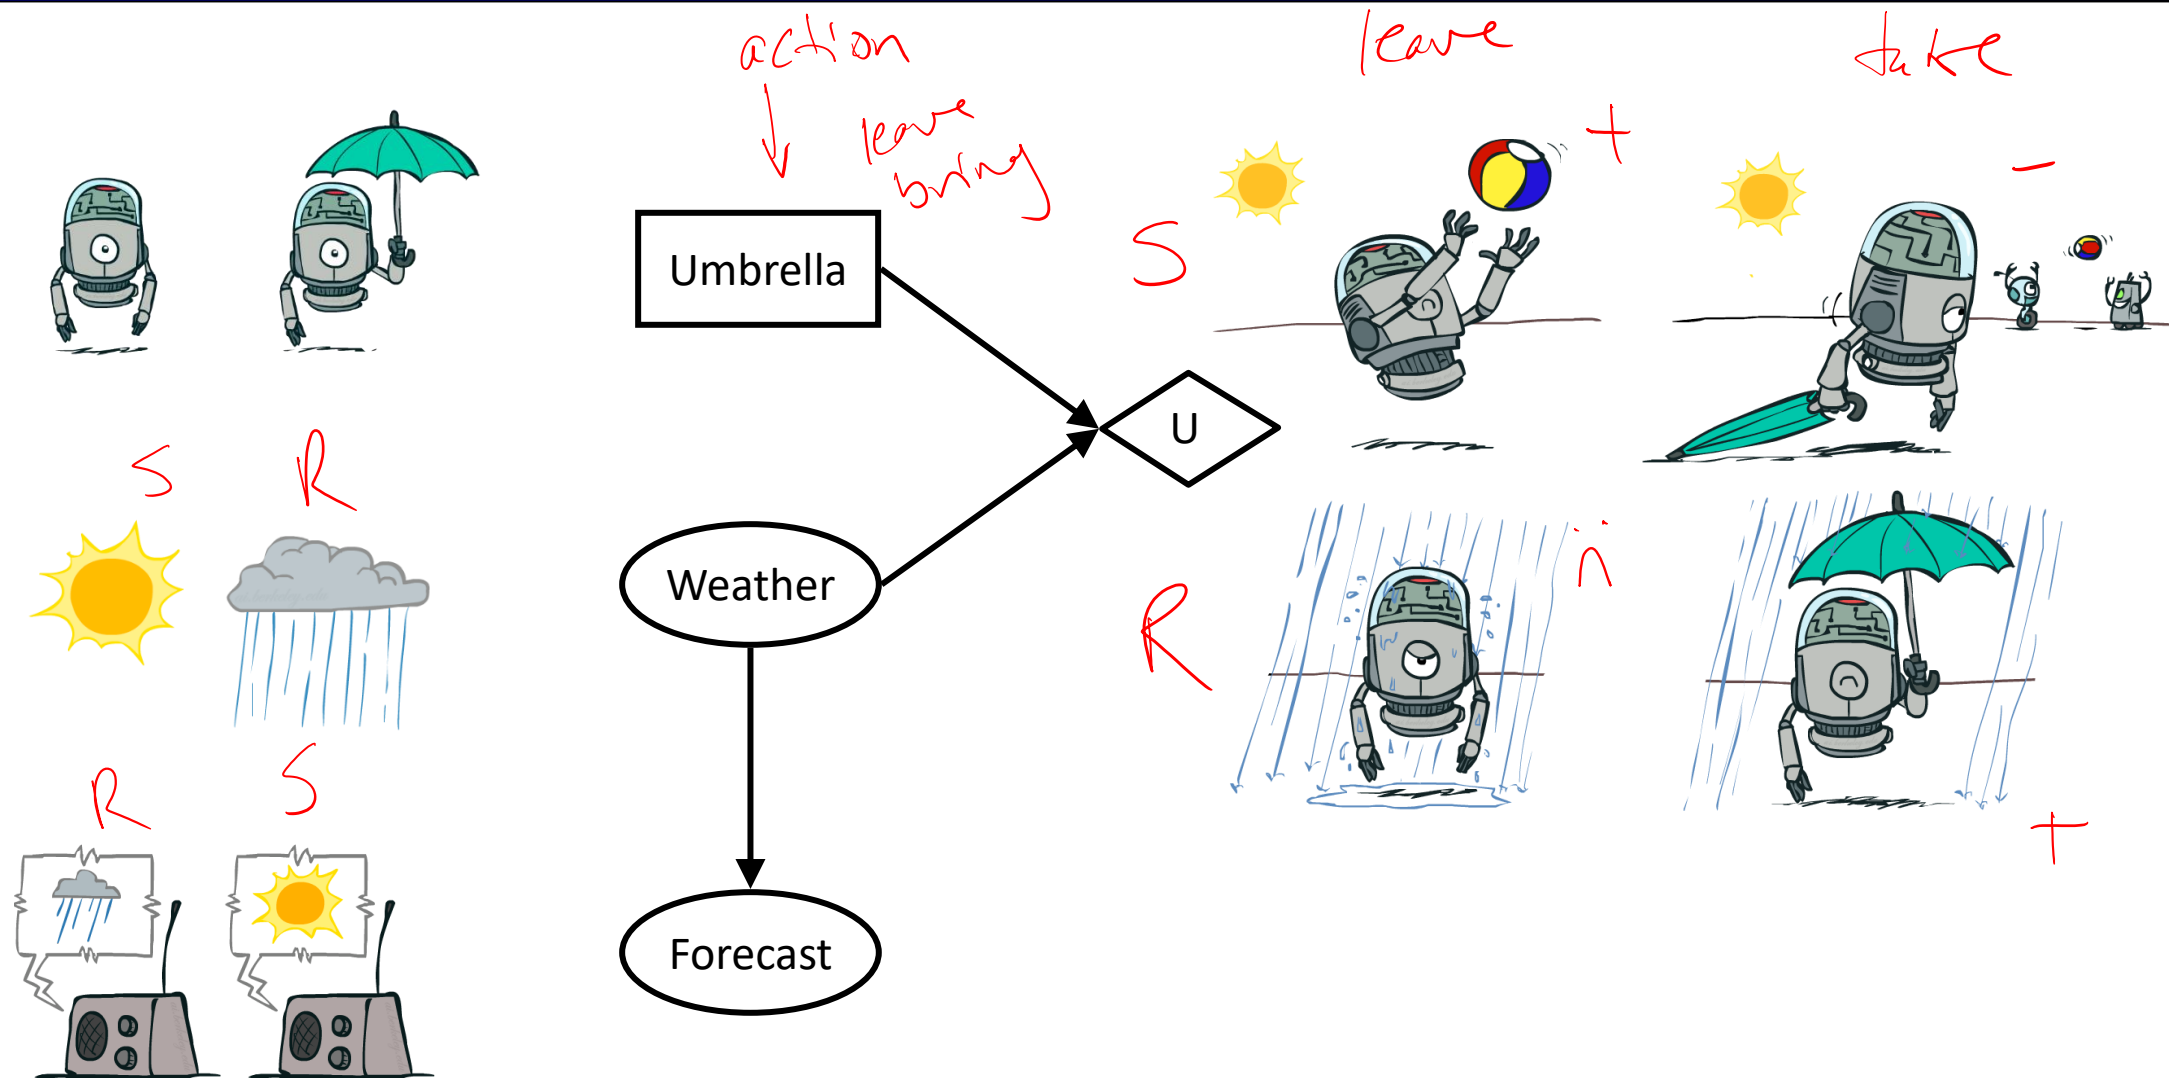 action
leave
take
leave
bring
+
-
Umbrella
S
U
S
R
Weather
R
R
S
+
Forecast